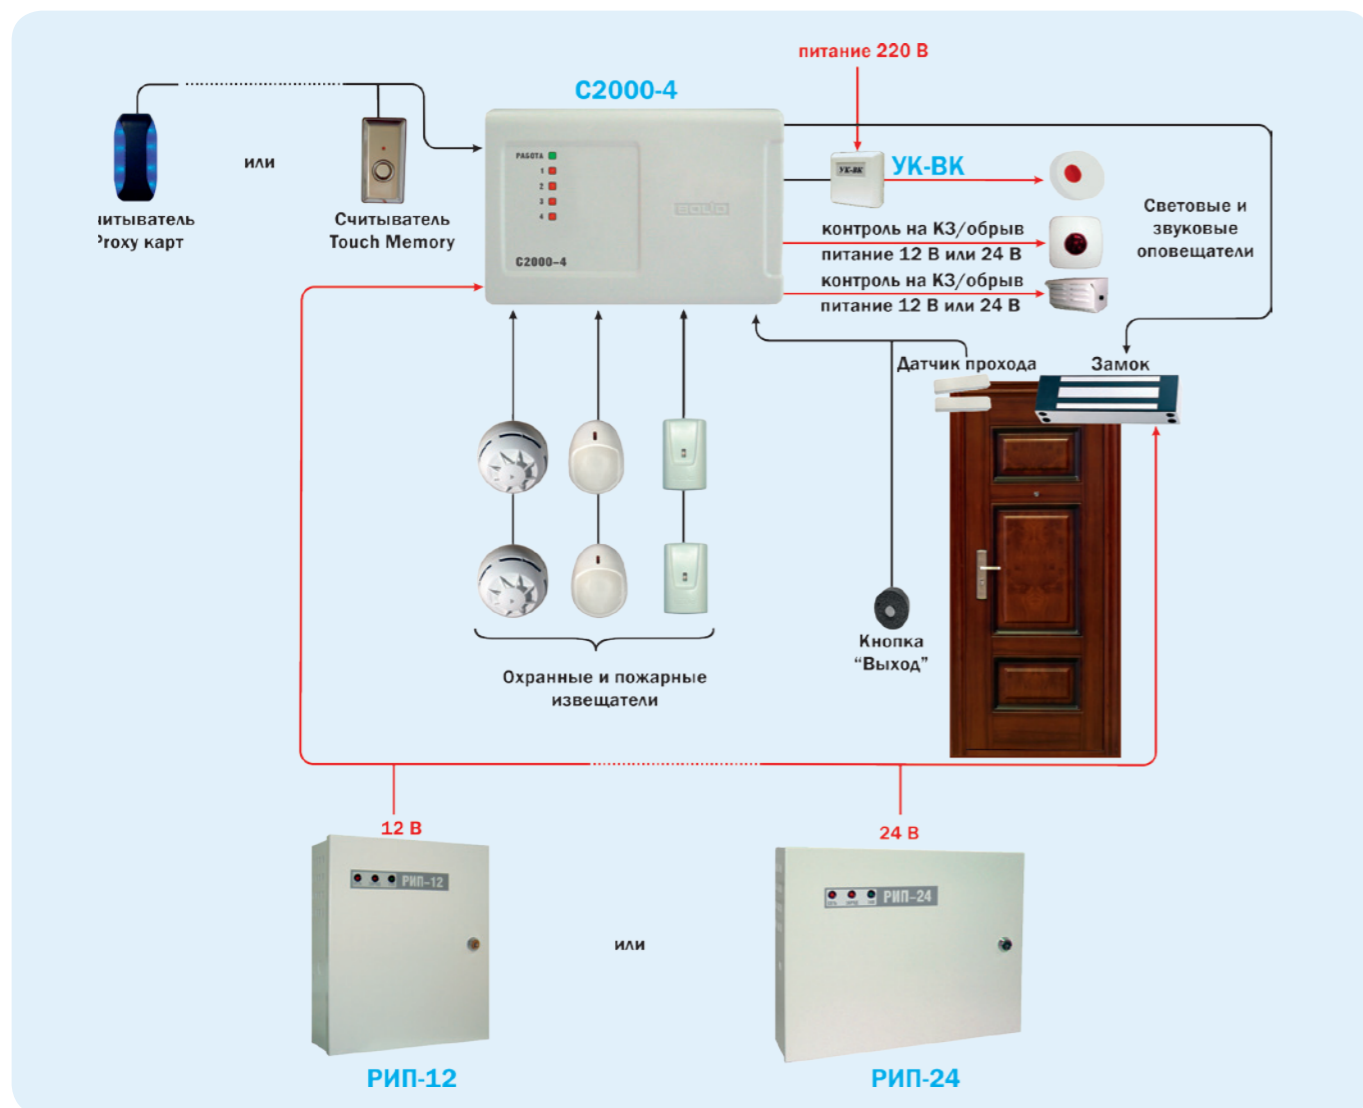 питание 220 В
С2000-4
РАБОТА
1
2
3
4
С2000-4
bolid
УК-ВК
УК-ВК
или
читыватель
Proxy карт
Считыватель
Touch Memory
контроль на КЗ/обрыв
питание 12 В или 24 В
контроль на КЗ/обрыв
питание 12 В или 24 В
Световые и
звуковые
оповещатели
Датчик прохода
Замок
Кнопка
“Выход”
Охранные и пожарные
извещатели
12 В
24 В
РИП-12
РИП-24
или
РИП-12
РИП-24